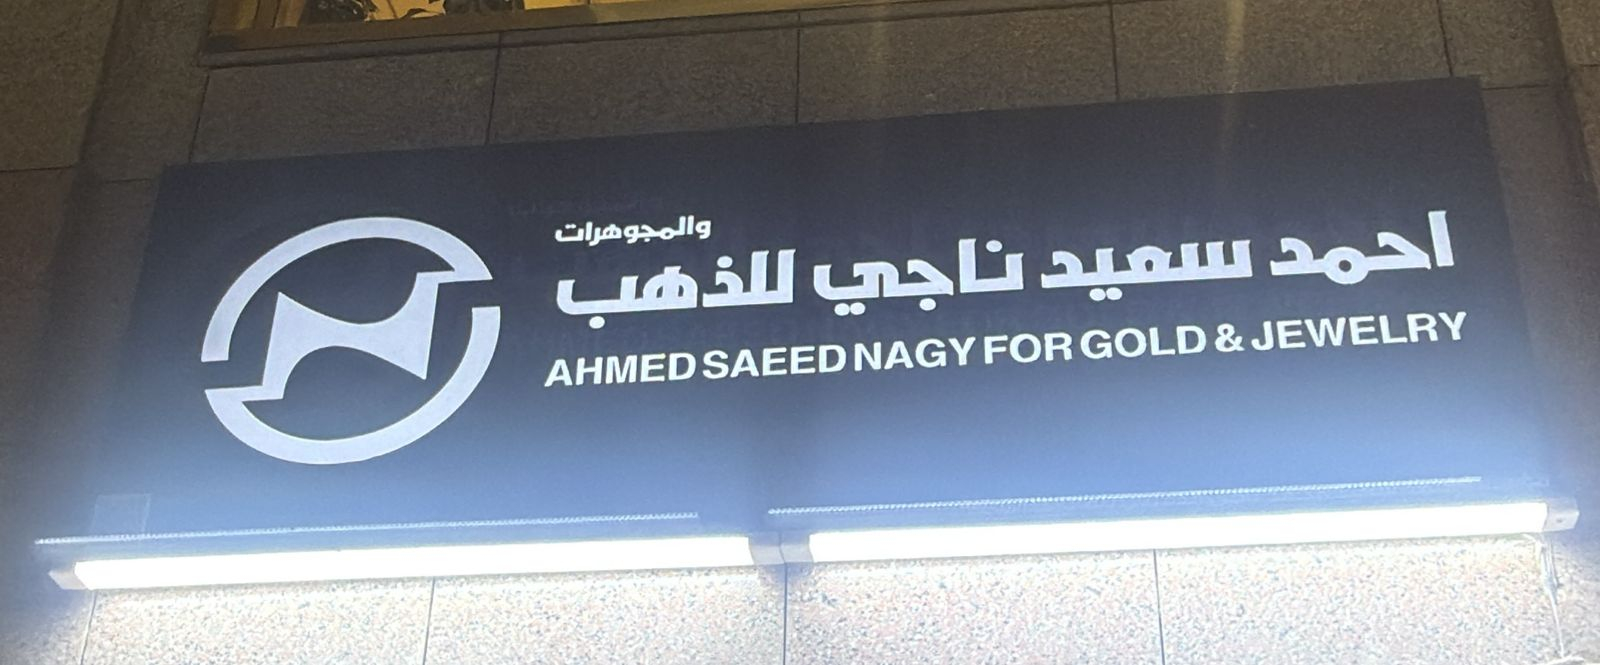 احمد سعيد ناجي للذهب
والمجوهرات
AHMED SAEED NAGY FOR GOLD & JEWELRY